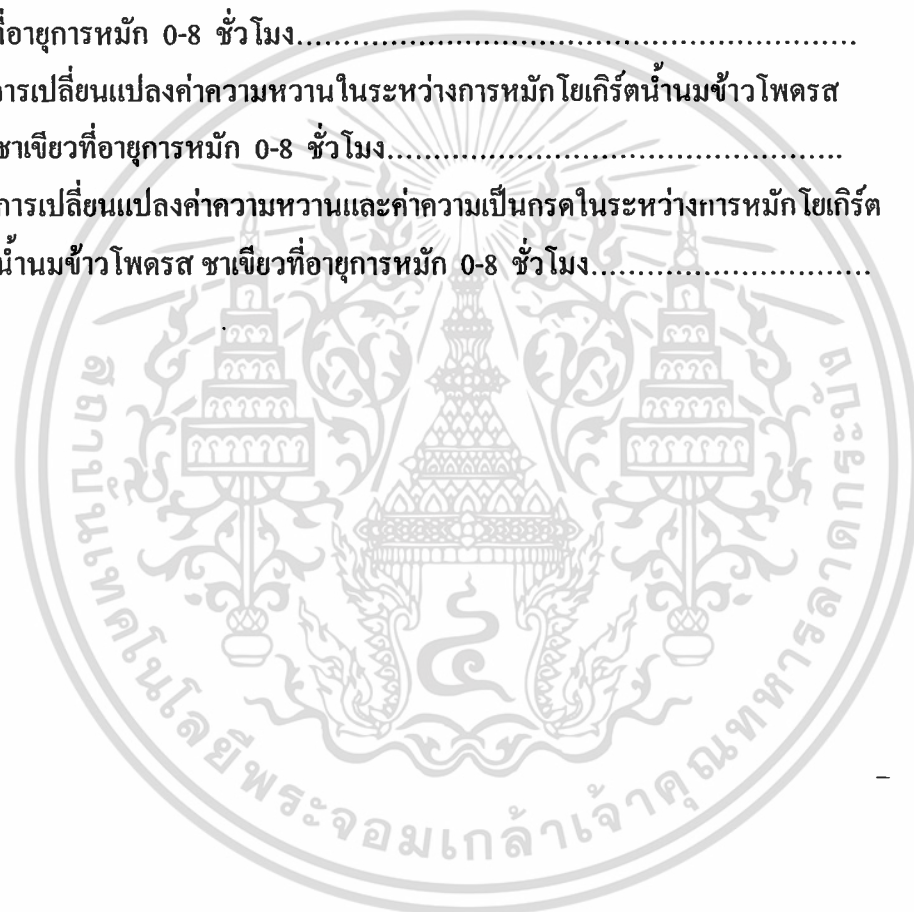 ที่อายุการหมัก 0-8 ชั่วโมง..........................................................
การเปลี่ยนแปลงค่าความหวานในระหว่างการหมักโยเกิร์ตน้ำนมข้าวโพดรส
ชาเขียวที่อายุการหมัก 0-8 ชั่วโมง...............................................
การเปลี่ยนแปลงค่าความหวานและค่าความเป็นกรดในระหว่างการหมักโยเกิร์ต
น้ำนมข้าวโพดรส ชาเขียวที่อายุการหมัก 0-8 ชั่วโมง.............................
สถาบันเทคโนโลยีพระจอมเกล้าเจ้าคุณทหารลาดกระบัง